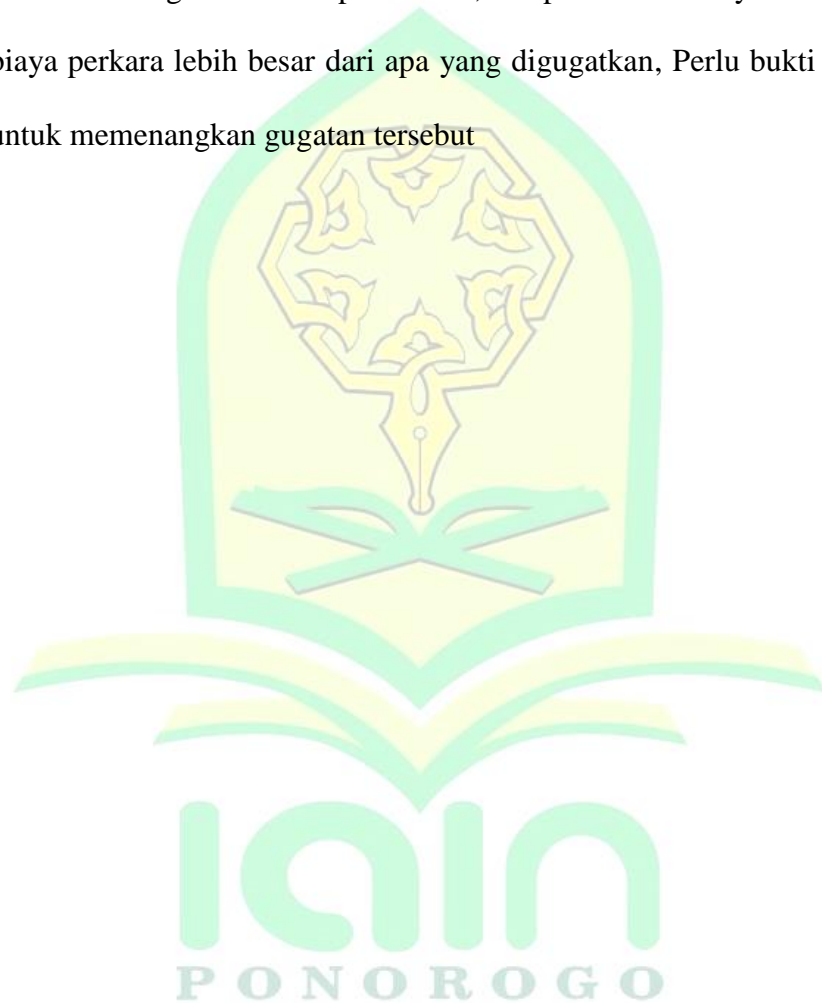 biaya perkara lebih besar dari apa yang digugatkan, Perlu bukti
untuk memenangkan gugatan tersebut
iain
PONOROGO